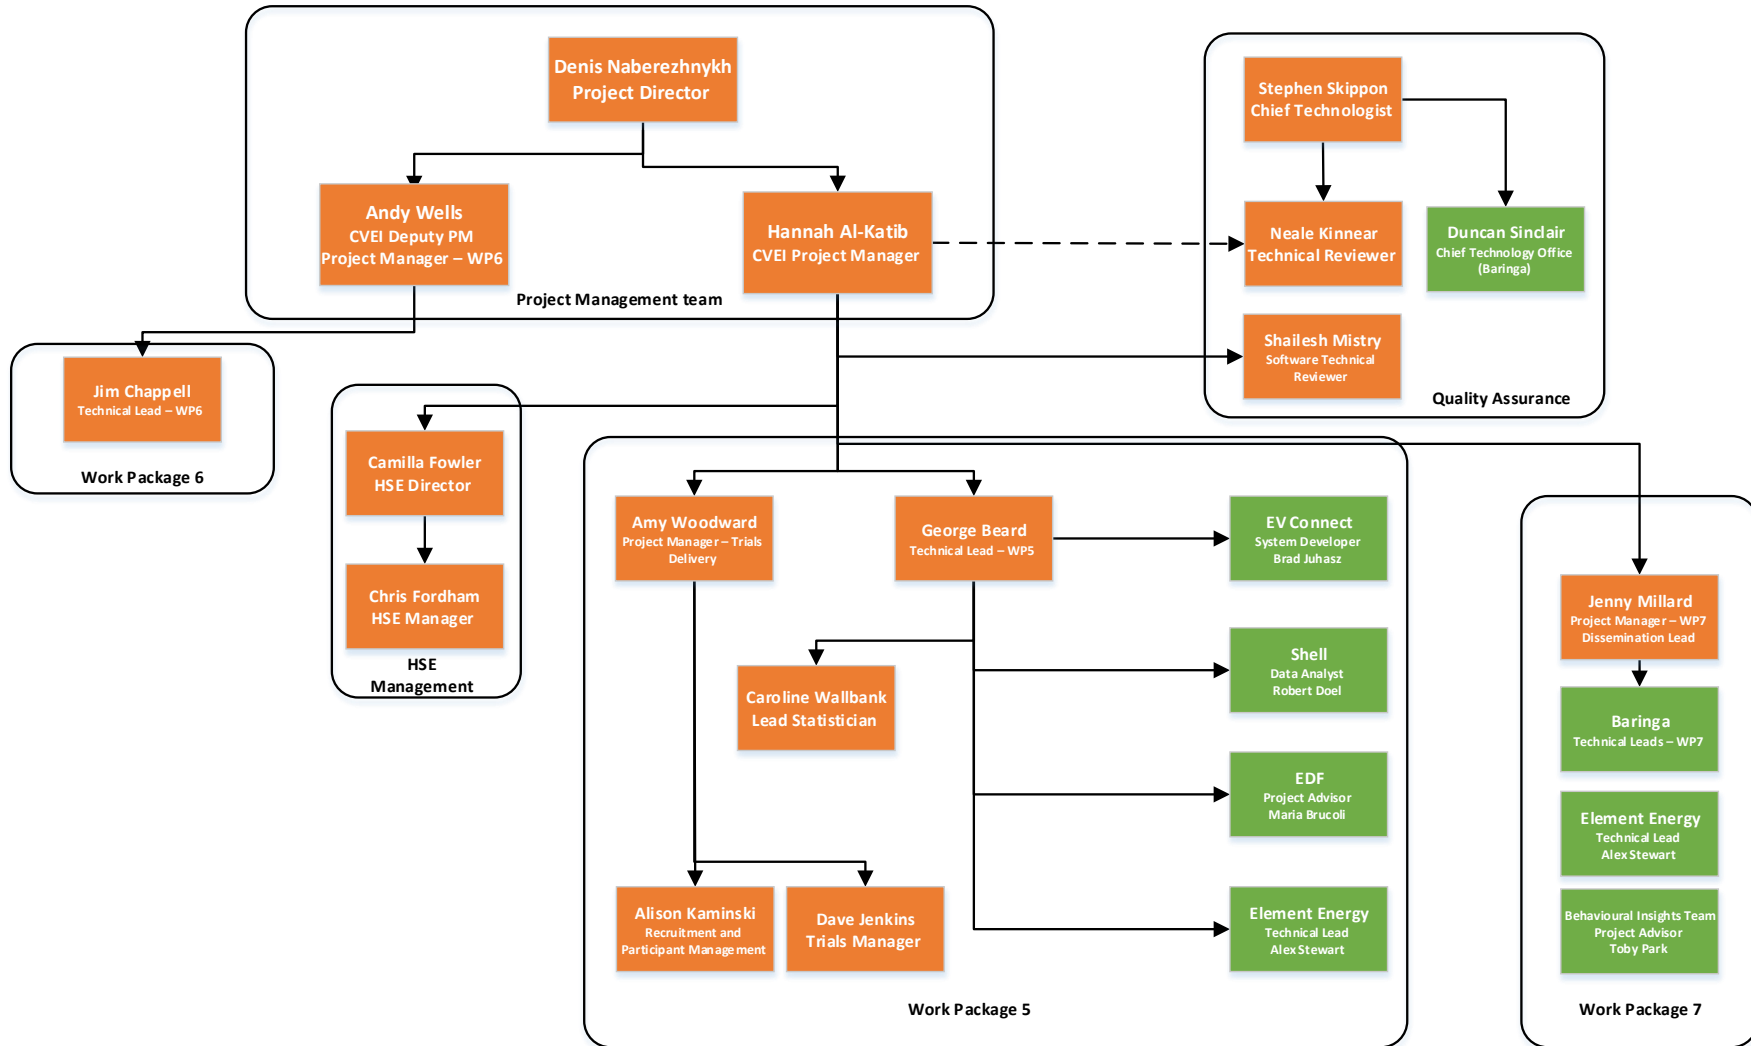 Denis Naberezhnykh
Project Director
Andy Wells
CVEI Deputy PM
Project Manager – WP6
Hannah Al-Katib
CVEI Project Manager
Project Management team
Stephen Skippon
Chief Technologist
Neale Kinnear
Technical Reviewer
Duncan Sinclair
Chief Technology Office
(Baringa)
Shailesh Mistry
Software Technical
Reviewer
Quality Assurance
Jim Chappell
Technical Lead – WP6
Work Package 6
Camilla Fowler
HSE Director
Chris Fordham
HSE Manager
HSE
Management
Amy Woodward
Project Manager – Trials
Delivery
George Beard
Technical Lead – WP5
EV Connect
System Developer
Brad Juhasz
Shell
Data Analyst
Robert Doel
Caroline Wallbank
Lead Statistician
EDF
Project Advisor
Maria Brucoli
Alison Kaminski
Recruitment and
Participant Management
Dave Jenkins
Trials Manager
Element Energy
Technical Lead
Alex Stewart
Work Package 5
Jenny Millard
Project Manager – WP7
Dissemination Lead
Baringa
Technical Leads – WP7
Element Energy
Technical Lead
Alex Stewart
Behavioural Insights Team
Project Advisor
Toby Park
Work Package 7